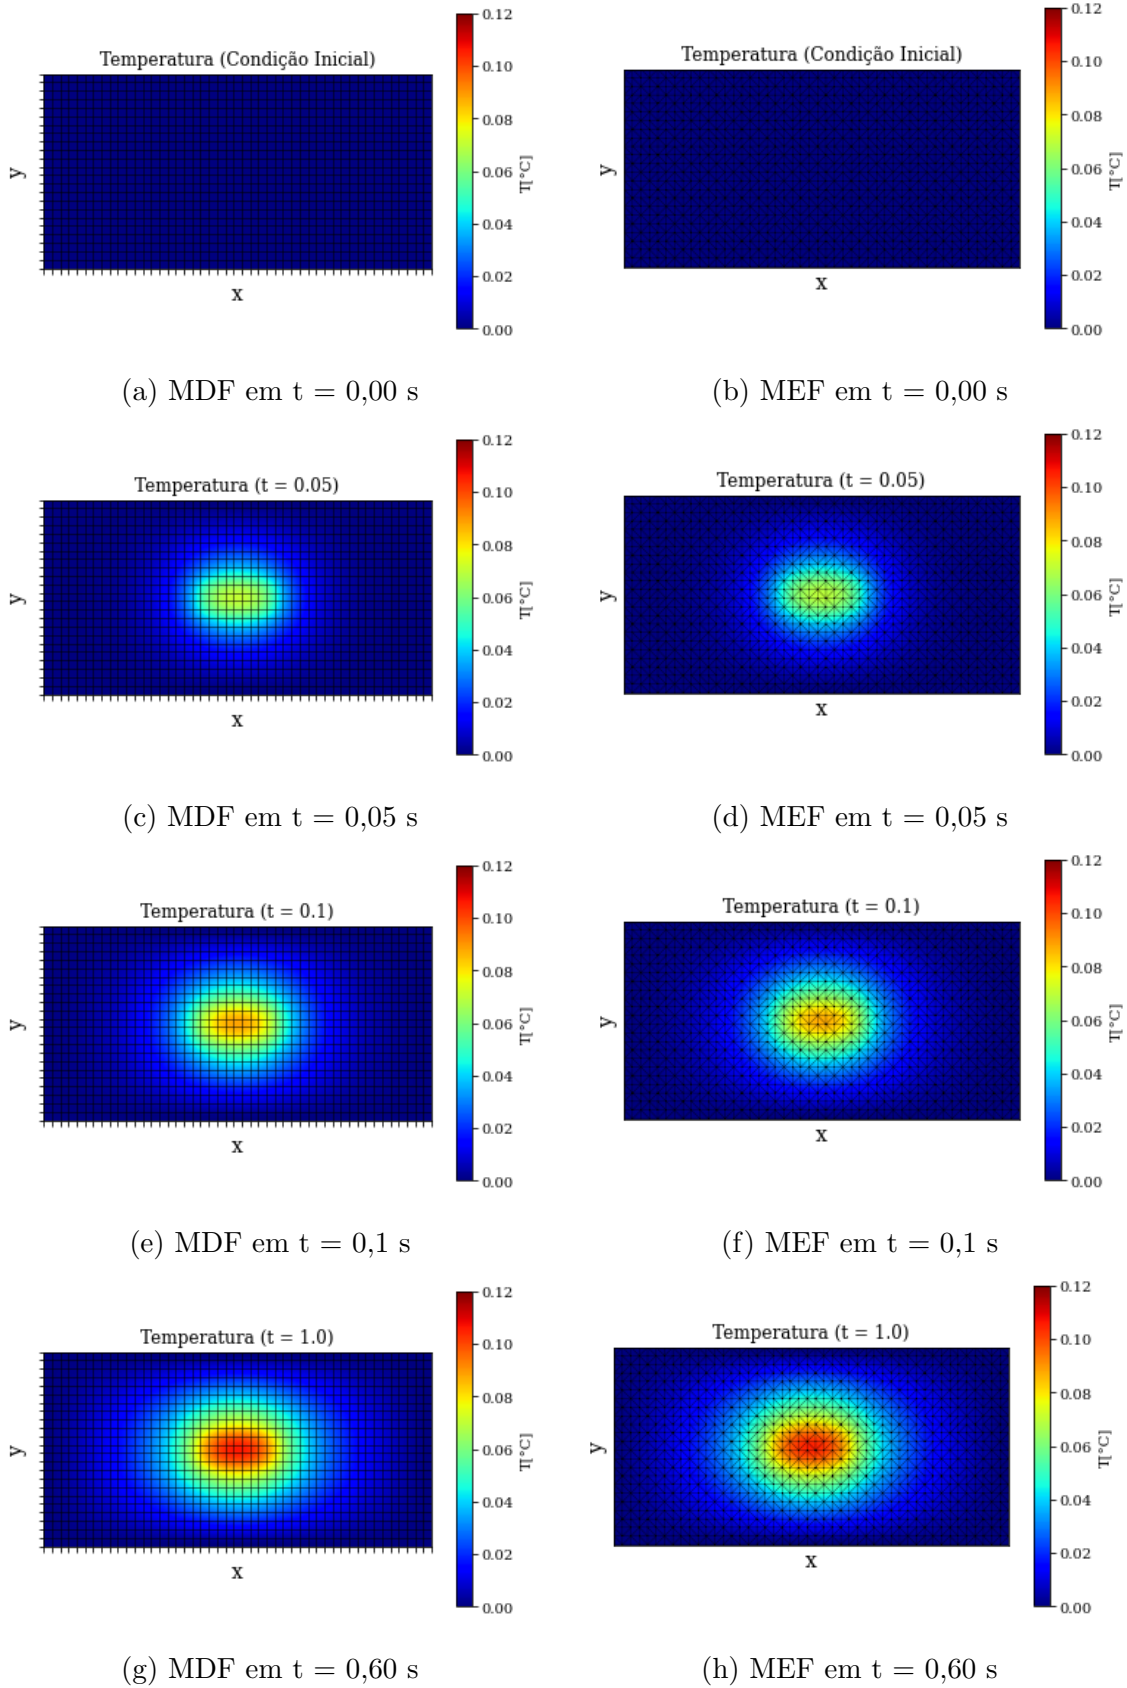 Temperatura (Condição Inicial)
y
x
0.12
0.10
0.08
0.06
0.04
0.02
0.00
T[°C]
(a) MDF em t = 0,00 s
Temperatura (Condição Inicial)
y
x
0.12
0.10
0.08
0.06
0.04
0.02
0.00
T[°C]
(b) MEF em t = 0,00 s
Temperatura (t = 0.05)
y
x
0.12
0.10
0.08
0.06
0.04
0.02
0.00
T[°C]
(c) MDF em t = 0,05 s
Temperatura (t = 0.05)
y
x
0.12
0.10
0.08
0.06
0.04
0.02
0.00
T[°C]
(d) MEF em t = 0,05 s
Temperatura (t = 0.1)
y
x
0.12
0.10
0.08
0.06
0.04
0.02
0.00
T[°C]
(e) MDF em t = 0,1 s
Temperatura (t = 0.1)
y
x
0.12
0.10
0.08
0.06
0.04
0.02
0.00
T[°C]
(f) MEF em t = 0,1 s
Temperatura (t = 1.0)
y
x
0.12
0.10
0.08
0.06
0.04
0.02
0.00
T[°C]
(g) MDF em t = 0,60 s
Temperatura (t = 1.0)
y
x
0.12
0.10
0.08
0.06
0.04
0.02
0.00
T[°C]
(h) MEF em t = 0,60 s